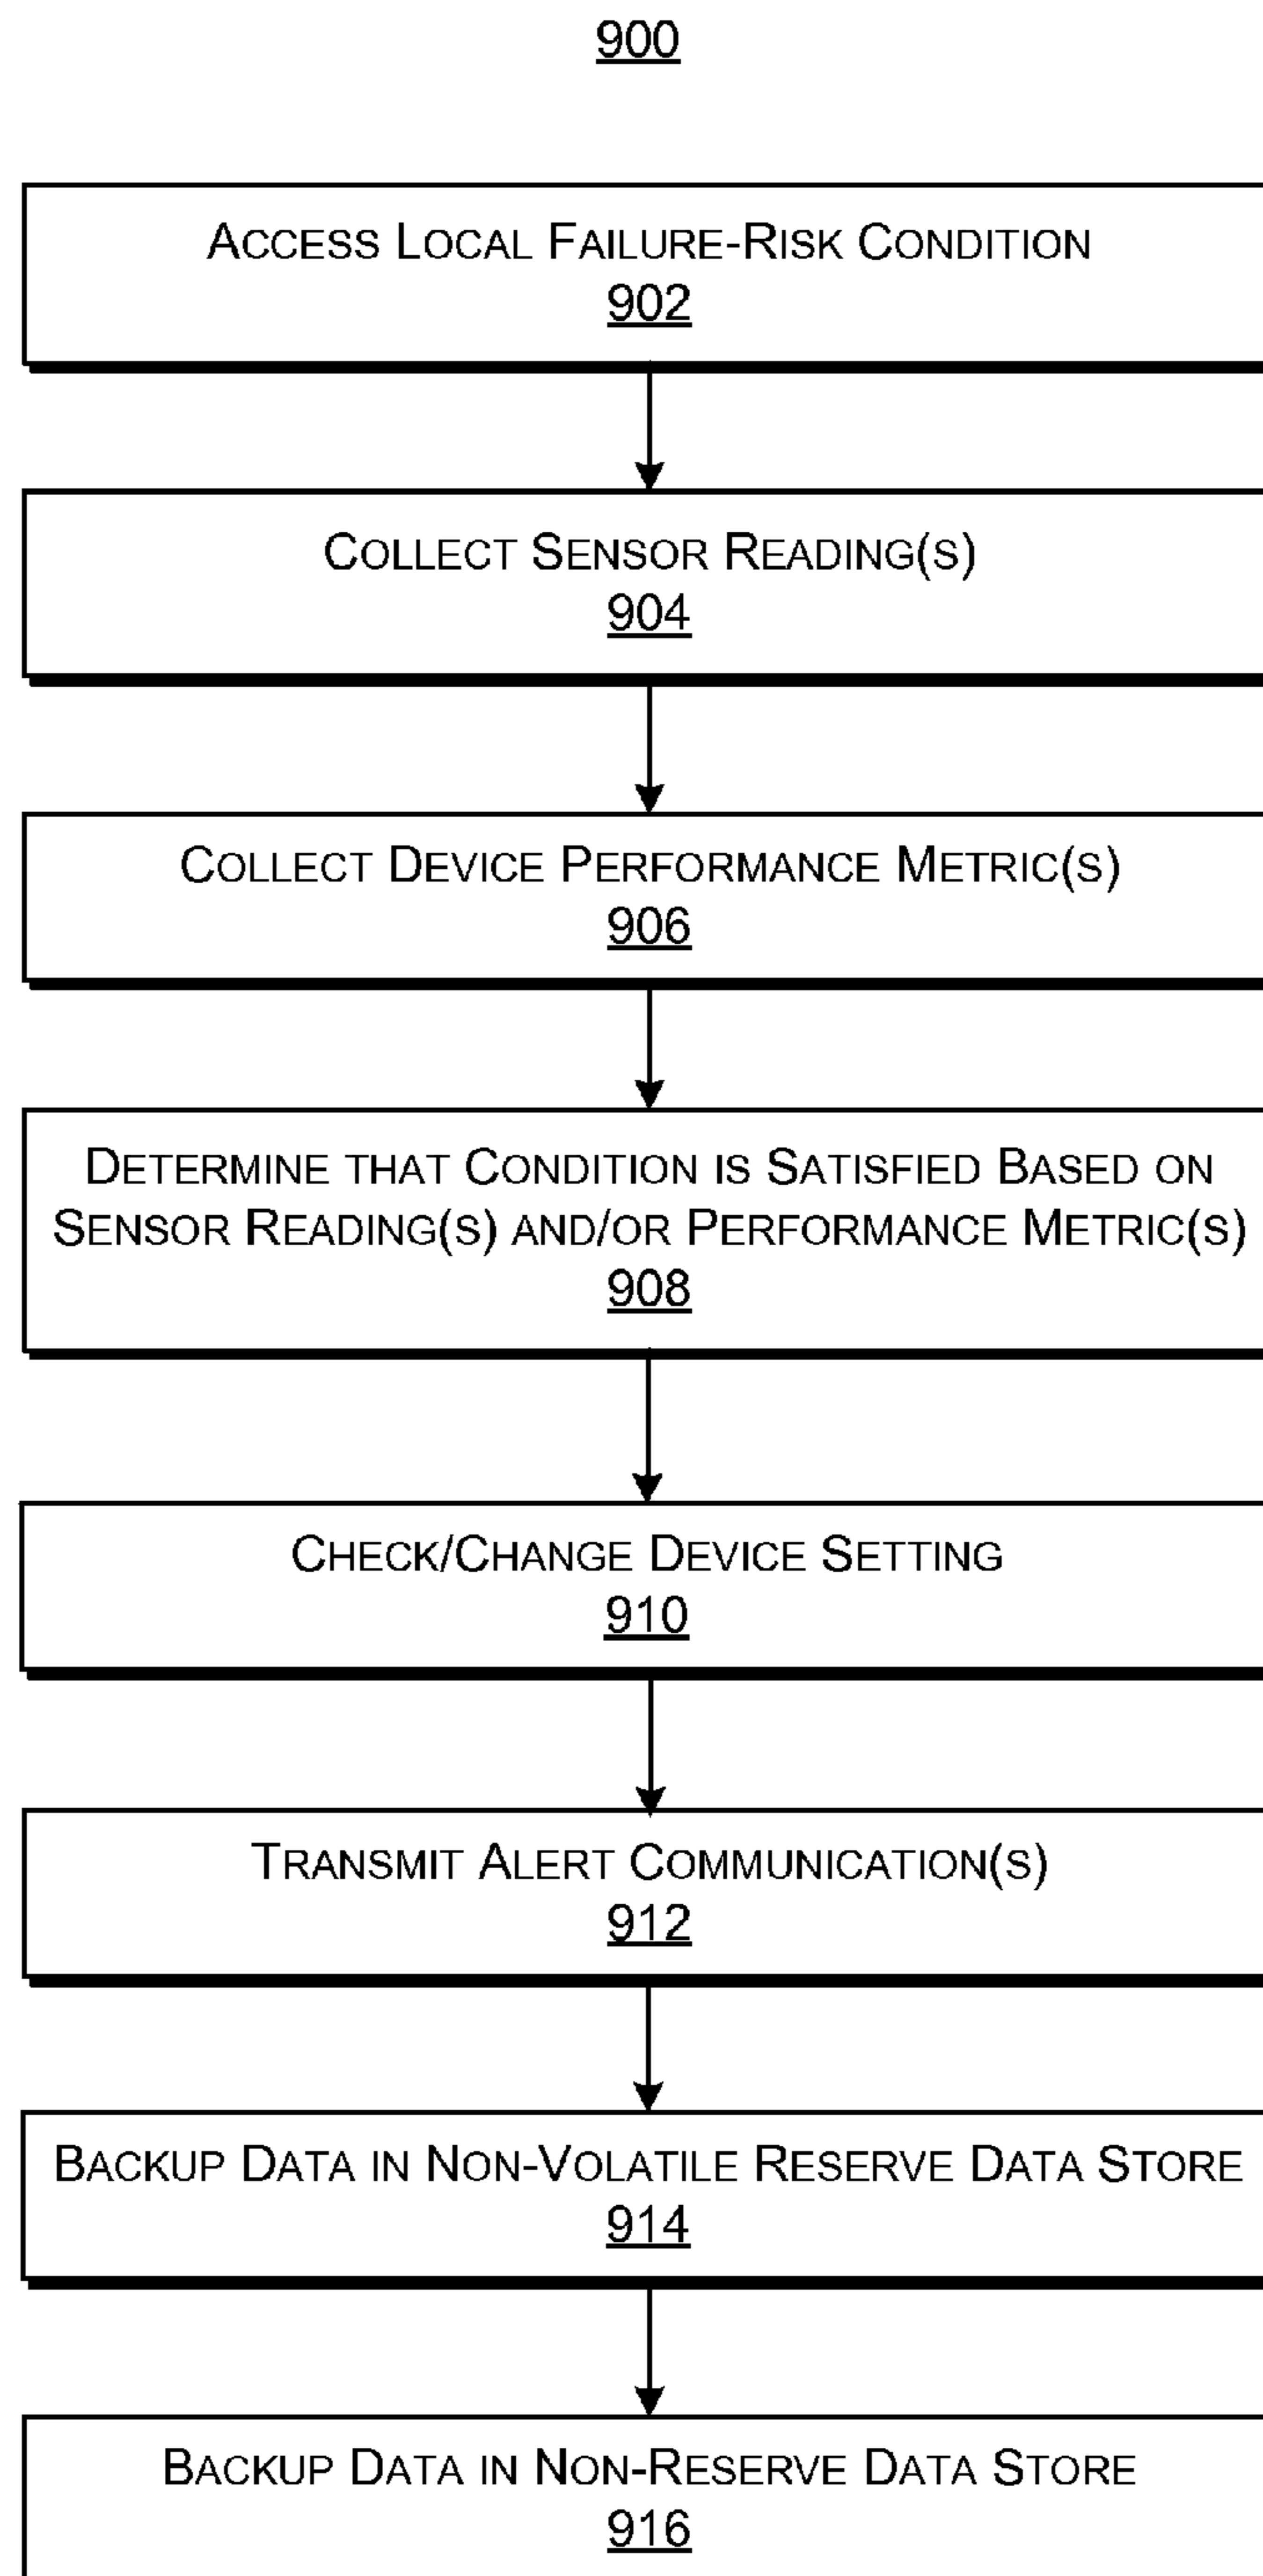 900
ACCESS LOCAL FAILURE-RISK CONDITION
902
COLLECT SENSOR READING(S)
904
COLLECT DEVICE PERFORMANCE METRIC(S)
906
DETERMINE THAT CONDITION IS SATISFIED BASED ON
SENSOR READING(S) AND/OR PERFORMANCE METRIC(S)
908
CHECK/CHANGE DEVICE SETTING
910
TRANSMIT ALERT COMMUNICATION(S)
912
BACKUP DATA IN NON-VOLATILE RESERVE DATA STORE
914
BACKUP DATA IN NON-RESERVE DATA STORE
916